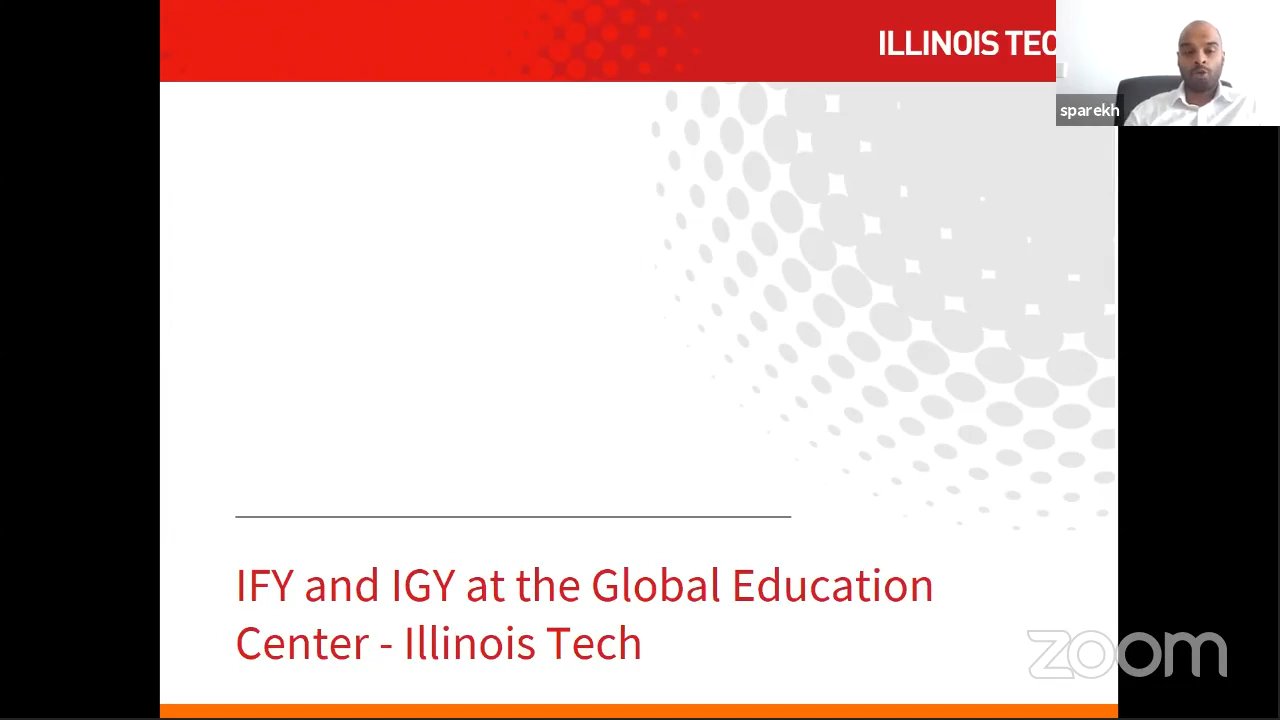 ILLINOIS TEC
sparekh
IFY and IGY at the Global Education
Center - Illinois Tech
zoom